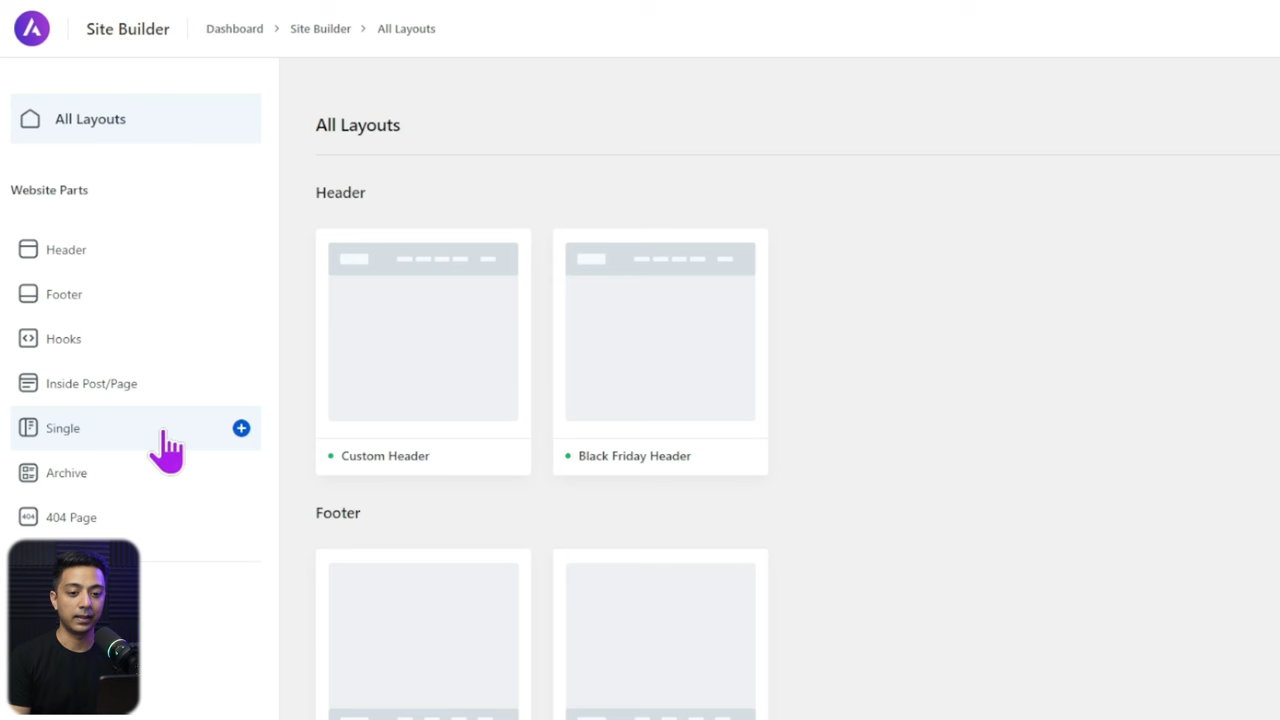 Site Builder
Dashboard > Site Builder > All Layouts
All Layouts
Website Parts
Header
Footer
Hooks
Inside Post/Page
Single
Archive
404 Page
All Layouts
Header
Custom Header
Black Friday Header
Footer